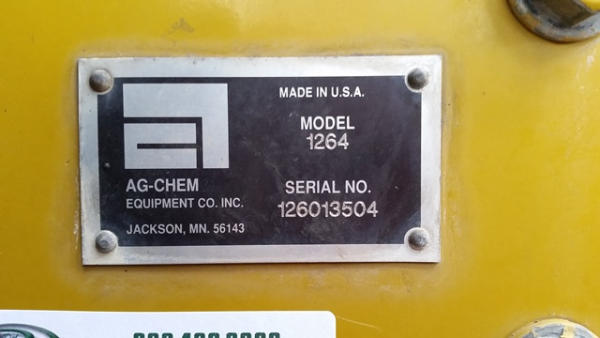 MADE IN U.S.A.
MODEL
1264
AG-CHEM
EQUIPMENT CO. INC.
JACKSON, MN. 56143
SERIAL NO.
126013504